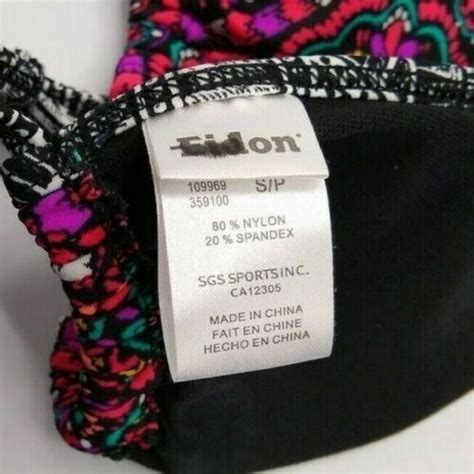 Eidon
109969 S/P
359100
80 % NYLON
20 % SPANDEX
SGS SPORTS INC.
CA12305
MADE IN CHINA
FAIT EN CHINE
HECHO EN CHINA